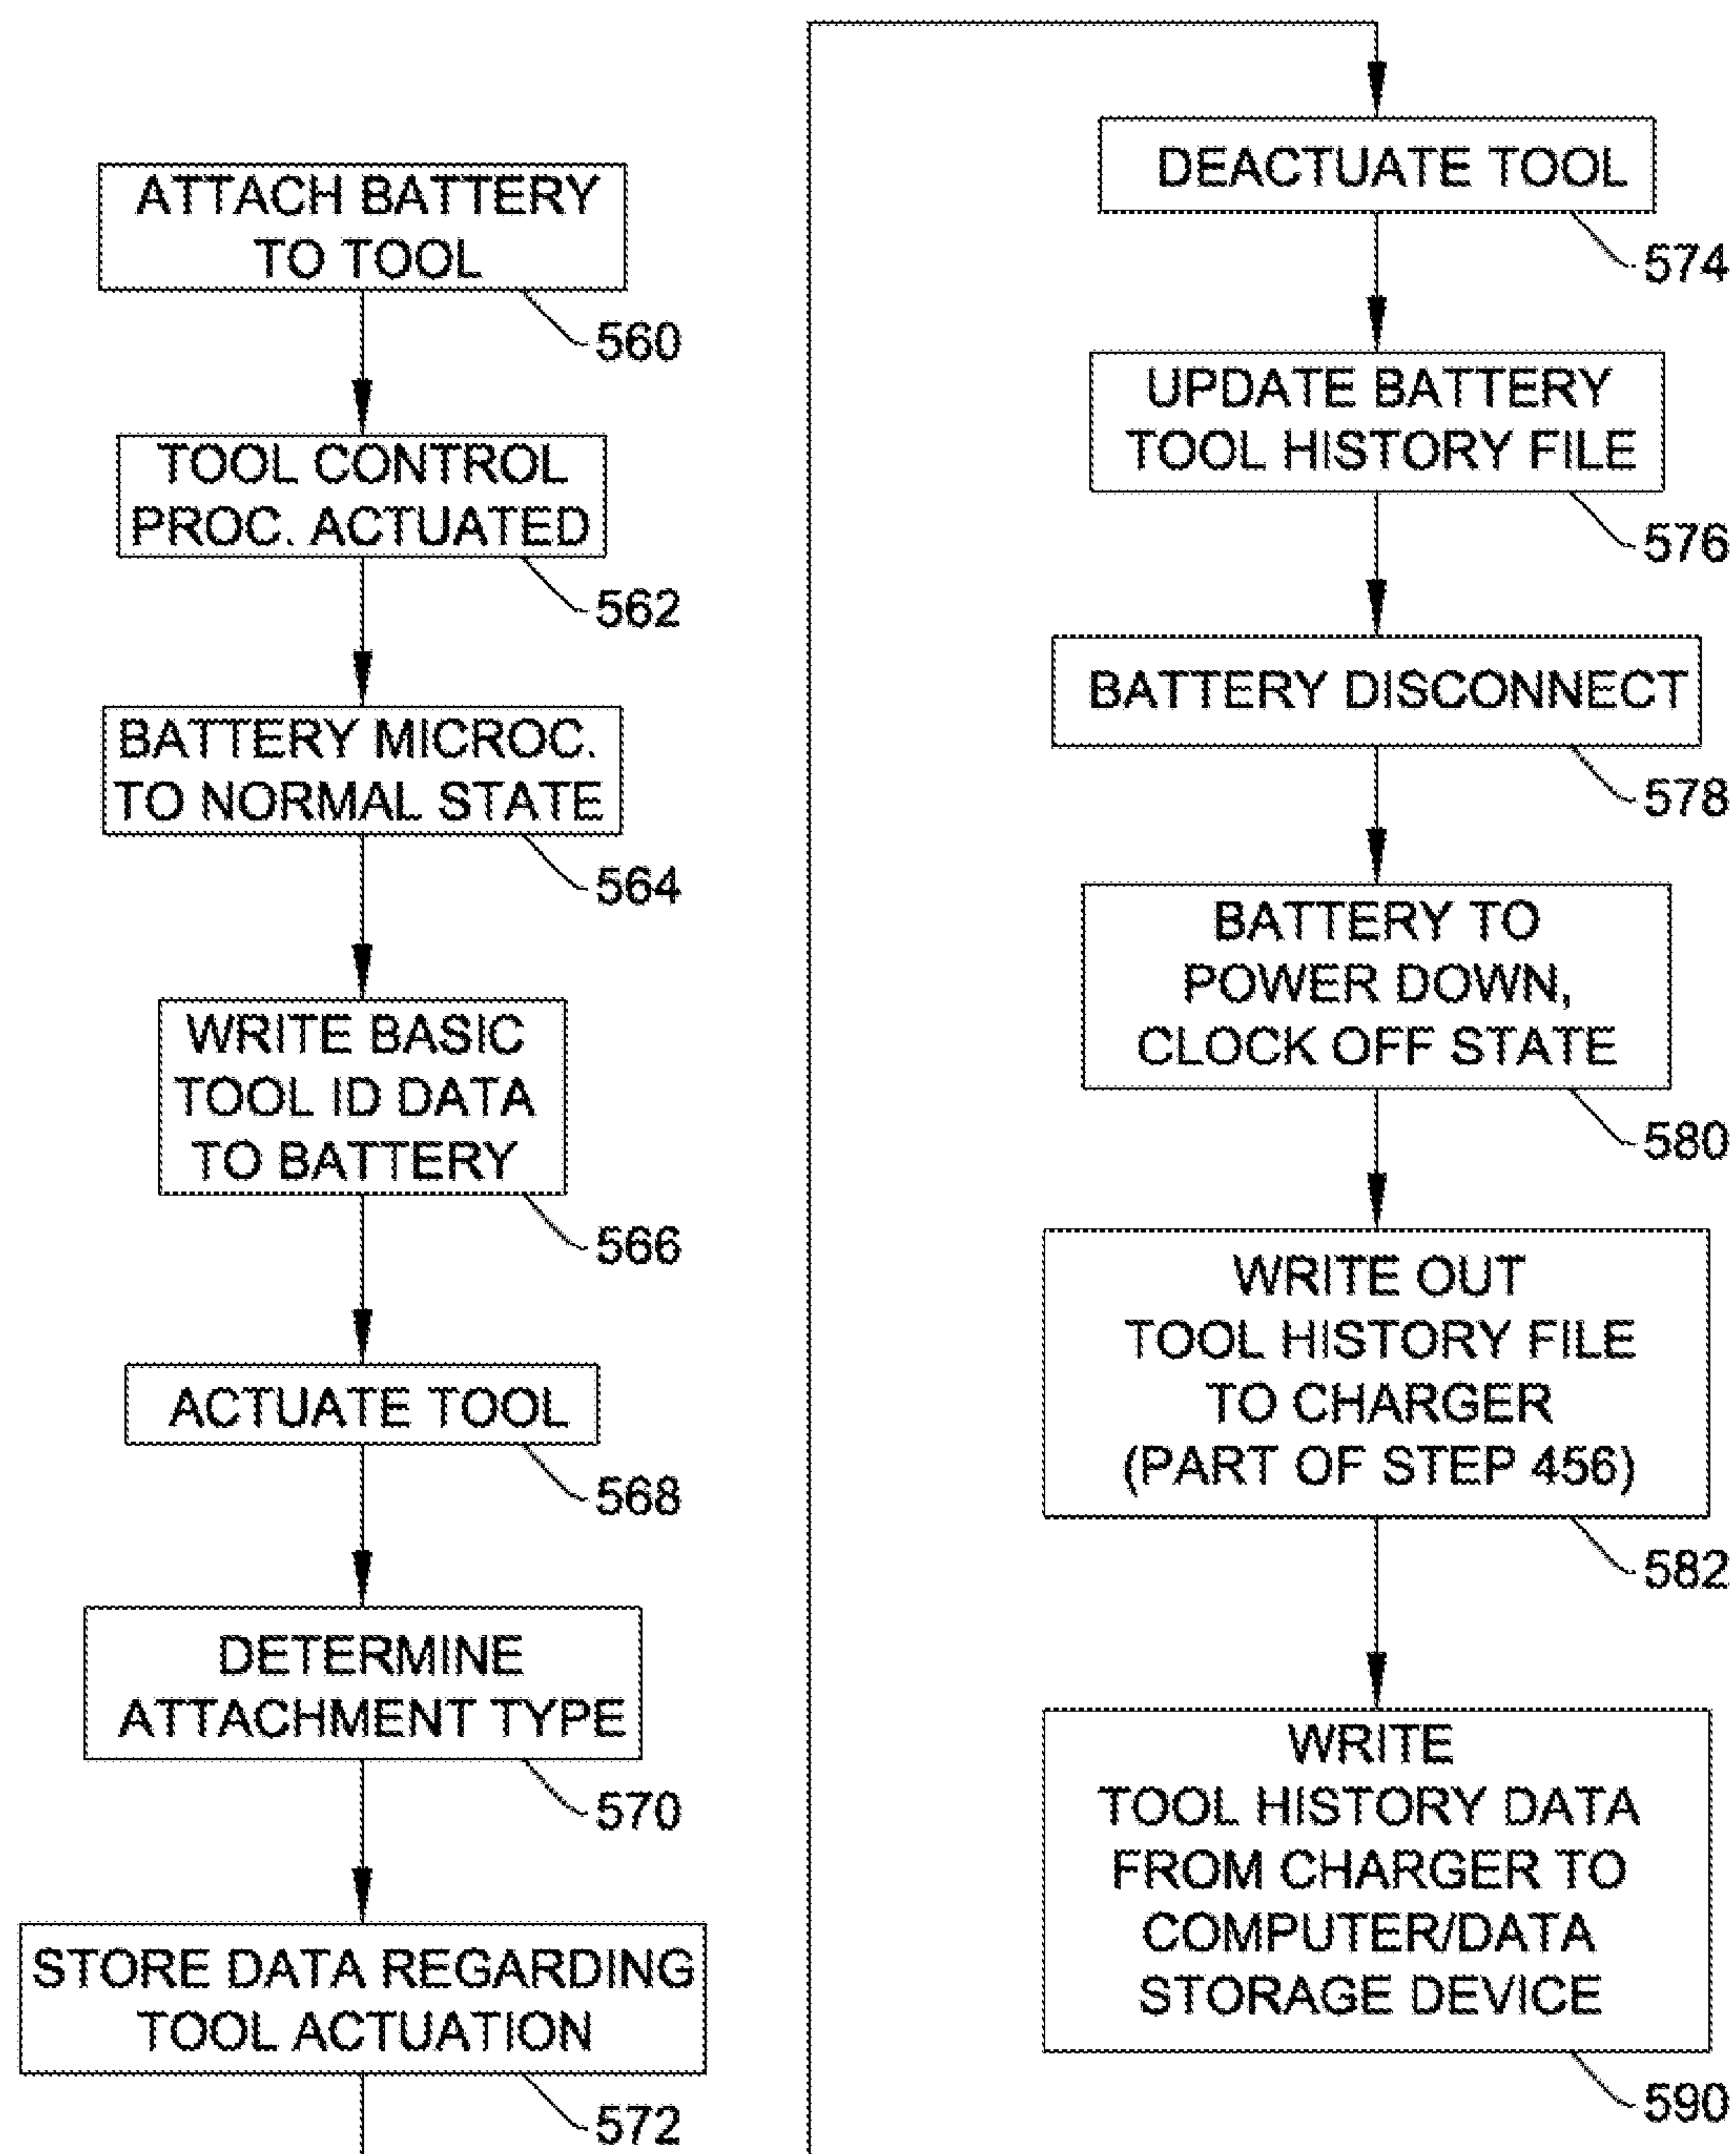 ATTACH BATTERY
TO TOOL
560
TOOL CONTROL
PROC. ACTUATED
562
BATTERY MICROC.
TO NORMAL STATE
564
WRITE BASIC
TOOL ID DATA
TO BATTERY
566
ACTUATE TOOL
568
DETERMINE
ATTACHMENT TYPE
570
STORE DATA REGARDING
TOOL ACTUATION
572
DEACTUATE TOOL
574
UPDATE BATTERY
TOOL HISTORY FILE
576
BATTERY DISCONNECT
578
BATTERY TO
POWER DOWN,
CLOCK OFF STATE
580
WRITE OUT
TOOL HISTORY FILE
TO CHARGER
(PART OF STEP 456)
582
WRITE
TOOL HISTORY DATA
FROM CHARGER TO
COMPUTER/DATA
STORAGE DEVICE
590